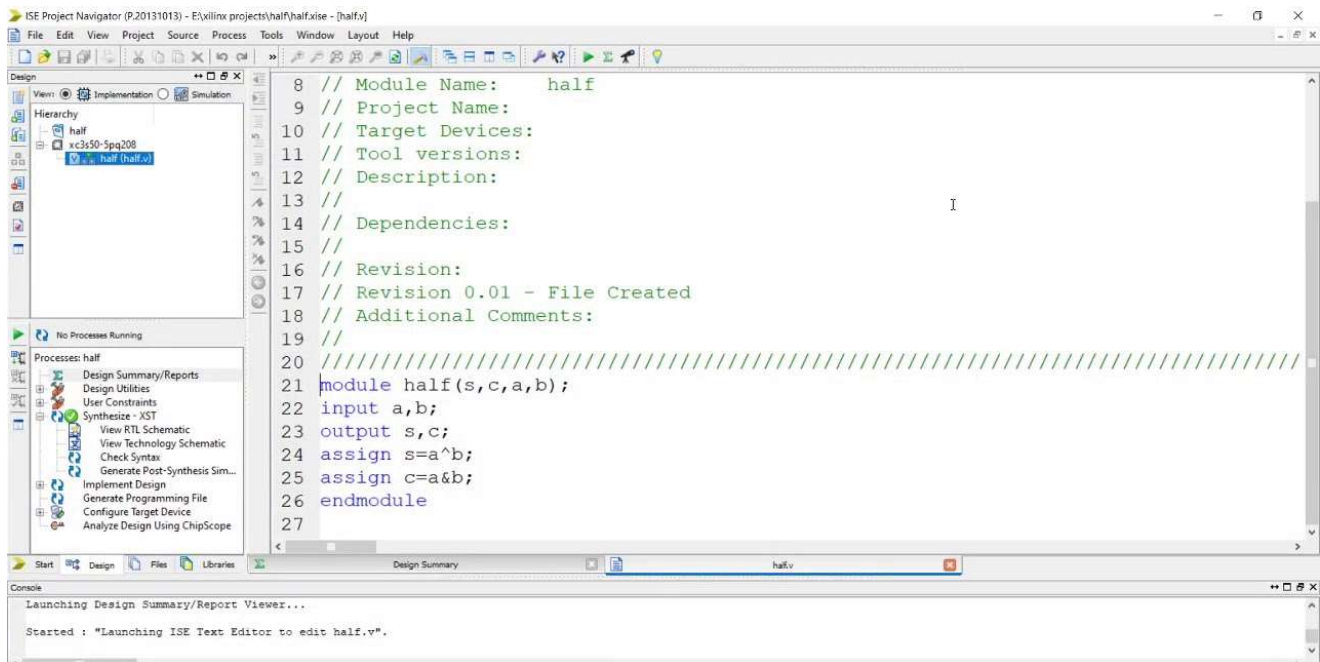 ISE Project Navigator (P.20131013) - E:\xilinx projects\half\half.xise - [half.v]
File Edit View Project Source Process Tools Window Layout Help
Design
View: Implementation Simulation
Hierarchy
half
xc3s50-5pq208
half (half.v)
No Processes Running
Processes: half
Design Summary/Reports
Design Utilities
User Constraints
Synthesize - XST
View RTL Schematic
View Technology Schematic
Check Syntax
Generate Post-Synthesis Sim...
Implement Design
Generate Programming File
Configure Target Device
Analyze Design Using ChipScope
8 // Module Name: half
9 // Project Name:
10 // Target Devices:
11 // Tool versions:
12 // Description:
13 //
14 // Dependencies:
15 //
16 // Revision:
17 // Revision 0.01 - File Created
18 // Additional Comments:
19 //
20 //////////////////////////////////////////////////////////////////////////////////
21 module half(s,c,a,b);
22 input a,b;
23 output s,c;
24 assign s=a^b;
25 assign c=a&b;
26 endmodule
27
Start Design Files Libraries Design Summary half.v
Console
Launching Design Summary/Report Viewer...
Started : "Launching ISE Text Editor to edit half.v".